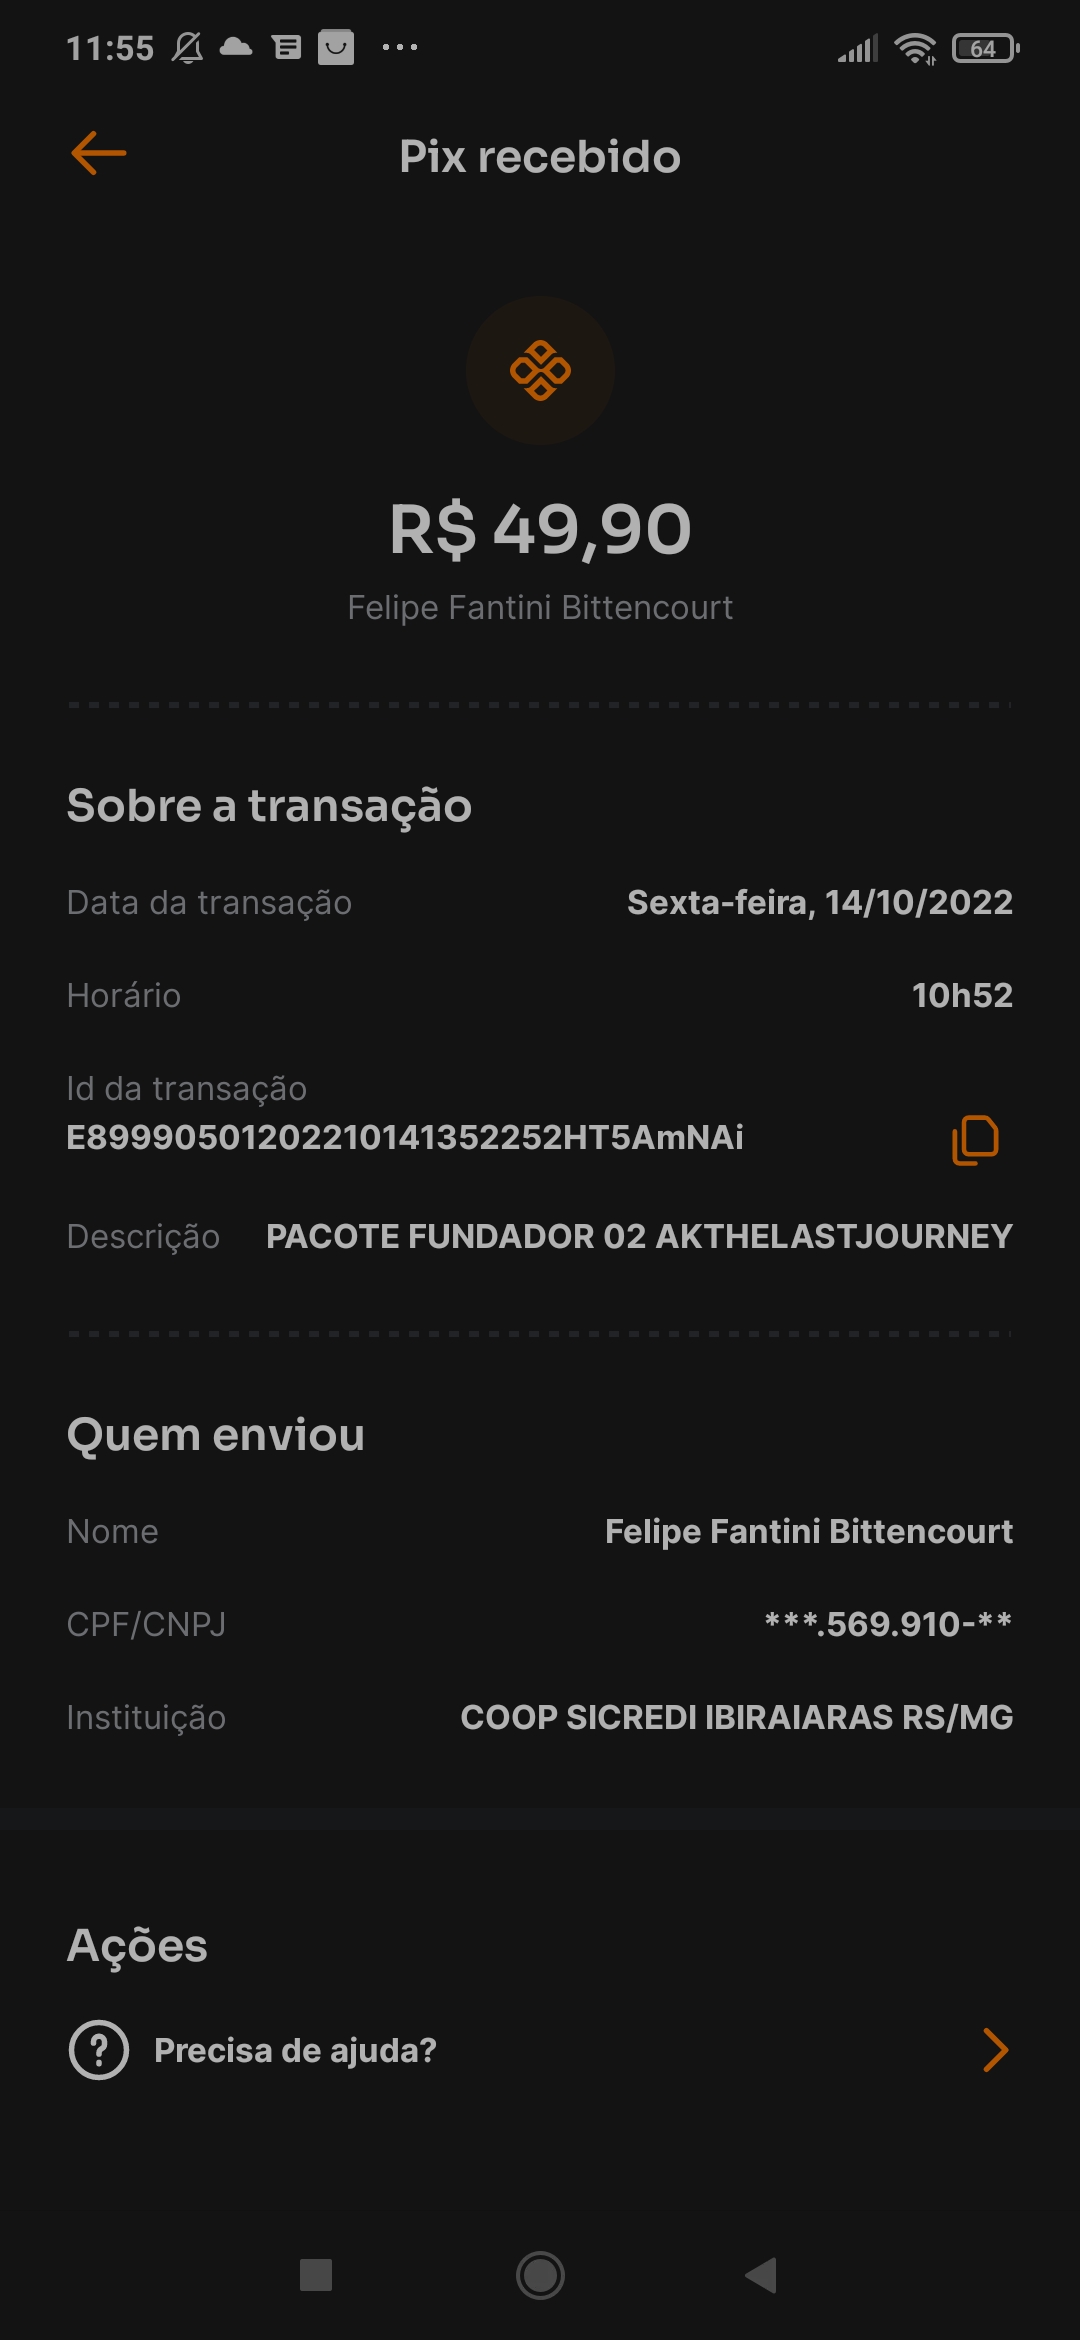 11:55
64
Pix recebido
R$ 49,90
Felipe Fantini Bittencourt
Sobre a transação
Data da transação Sexta-feira, 14/10/2022
Horário 10h52
Id da transação
E89990501202210141352252HT5AmNAi
Descrição PACOTE FUNDADOR 02 AKTHELASTJOURNEY
Quem enviou
Nome Felipe Fantini Bittencourt
CPF/CNPJ ***.569.910-**
Instituição COOP SICREDI IBIRAIARAS RS/MG
Ações
Precisa de ajuda?